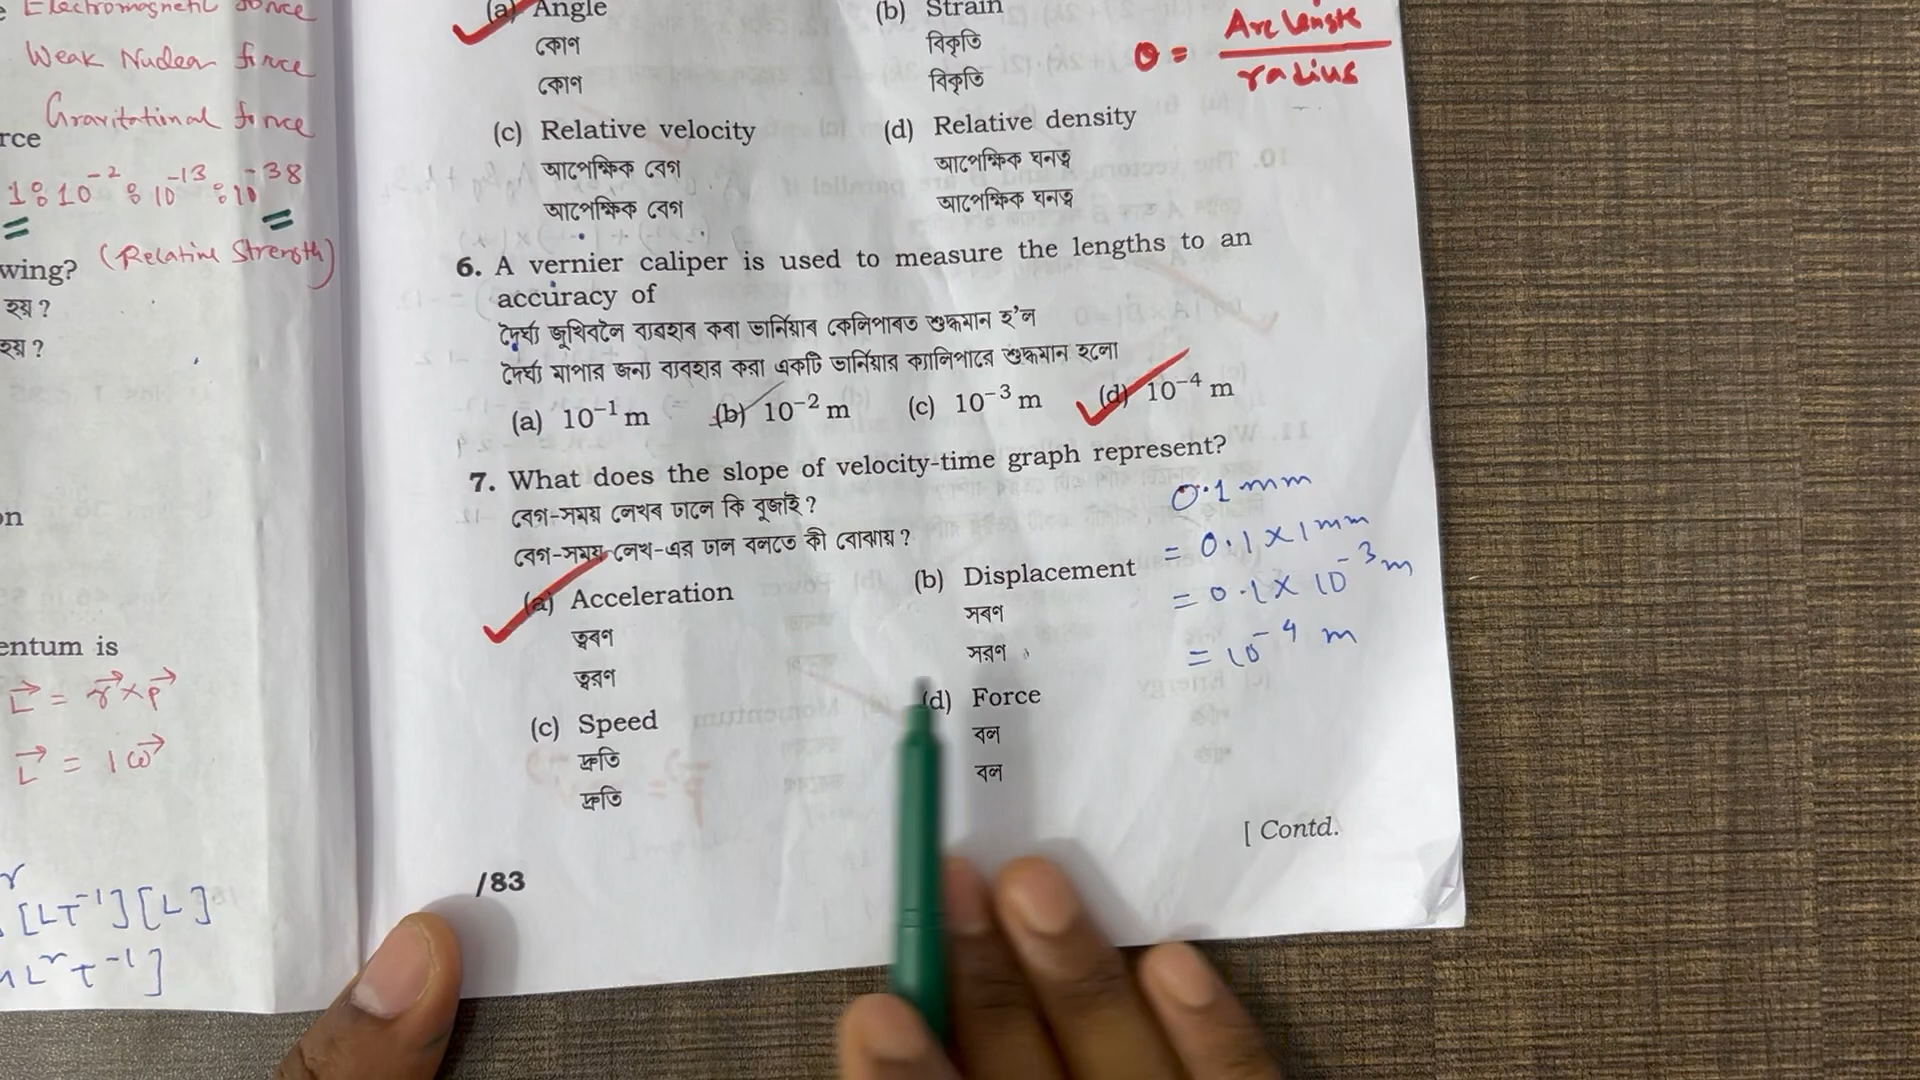 Electromagnetic force
Weak Nuclear force
Gravitational force
rce
1 : 10⁻² : 10⁻¹³ : 10⁻³⁸
(Relative Strength)
wing?
হয় ?
হয় ?
on
entum is
L⃗ = r⃗ × p⃗
L⃗ = Iω⃗
[LT⁻¹][L]
T⁻¹]
(a) Angle
কোণ
কোণ
(b) Strain
বিকৃতি
বিকৃতি
θ = Arc length / radius
(c) Relative velocity
আপেক্ষিক বেগ
আপেক্ষিক বেগ
(d) Relative density
আপেক্ষিক ঘনত্ব
আপেক্ষিক ঘনত্ব
6. A vernier caliper is used to measure the lengths to an
accuracy of
দৈৰ্ঘ্য জুখিবলৈ ব্যৱহাৰ কৰা ভাৰ্নিয়াৰ কেলিপাৰত শুদ্ধমান হ'ল
দৈর্ঘ্য মাপার জন্য ব্যবহার করা একটি ভার্নিয়ার ক্যালিপারে শুদ্ধমান হলো
(a) 10⁻¹ m (b) 10⁻² m (c) 10⁻³ m (d) 10⁻⁴ m
7. What does the slope of velocity-time graph represent?
বেগ-সময় লেখৰ ঢালে কি বুজাই ?
বেগ-সময় লেখ-এর ঢাল বলতে কী বোঝায় ?
0.1 mm
= 0.1 × 1 mm
= 0.1 × 10⁻³ m
= 10⁻⁴ m
(a) Acceleration
ত্বৰণ
ত্বরণ
(b) Displacement
সৰণ
সরণ
(c) Speed
দ্রুতি
দ্রুতি
(d) Force
বল
বল
[ Contd.
/83